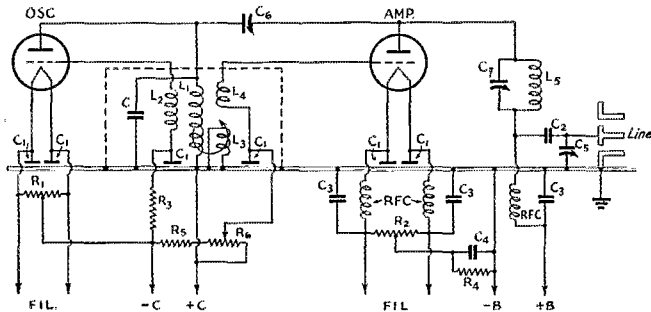 OSC
C6
AMP.
C7
L5
L2
L1
L4
C
L3
C1
C1
C1
C1
C1
C1
C2
Line
C5
R1
R3
C3
RFC
C3
RFC
C3
R2
R5
R6
C4
R4
FIL.
-C
+C
FIL
-B
+B